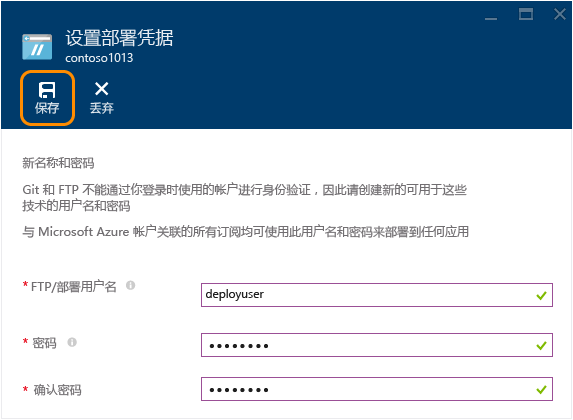 设置部署凭据
contoso1013
保存
丢弃
新名称和密码
Git 和 FTP 不能通过你登录时使用的帐户进行身份验证，因此请创建新的可用于这些
技术的用户名和密码
与 Microsoft Azure 帐户关联的所有订阅均可使用此用户名和密码来部署到任何应用
* FTP/部署用户名
deployuser
* 密码
••••••••
* 确认密码
••••••••